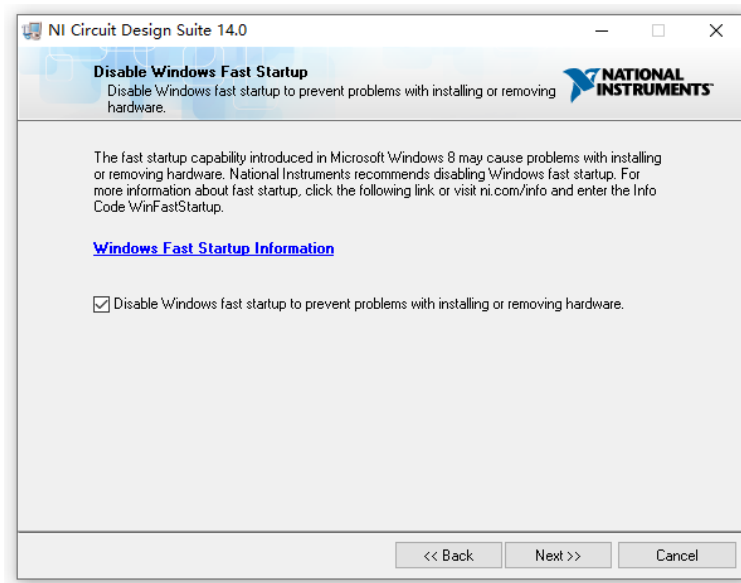 NI Circuit Design Suite 14.0
Disable Windows Fast Startup
Disable Windows fast startup to prevent problems with installing or removing
hardware.
NATIONAL
INSTRUMENTS™
The fast startup capability introduced in Microsoft Windows 8 may cause problems with installing
or removing hardware. National Instruments recommends disabling Windows fast startup. For
more information about fast startup, click the following link or visit ni.com/info and enter the Info
Code WinFastStartup.
Windows Fast Startup Information
Disable Windows fast startup to prevent problems with installing or removing hardware.
<< Back
Next >>
Cancel